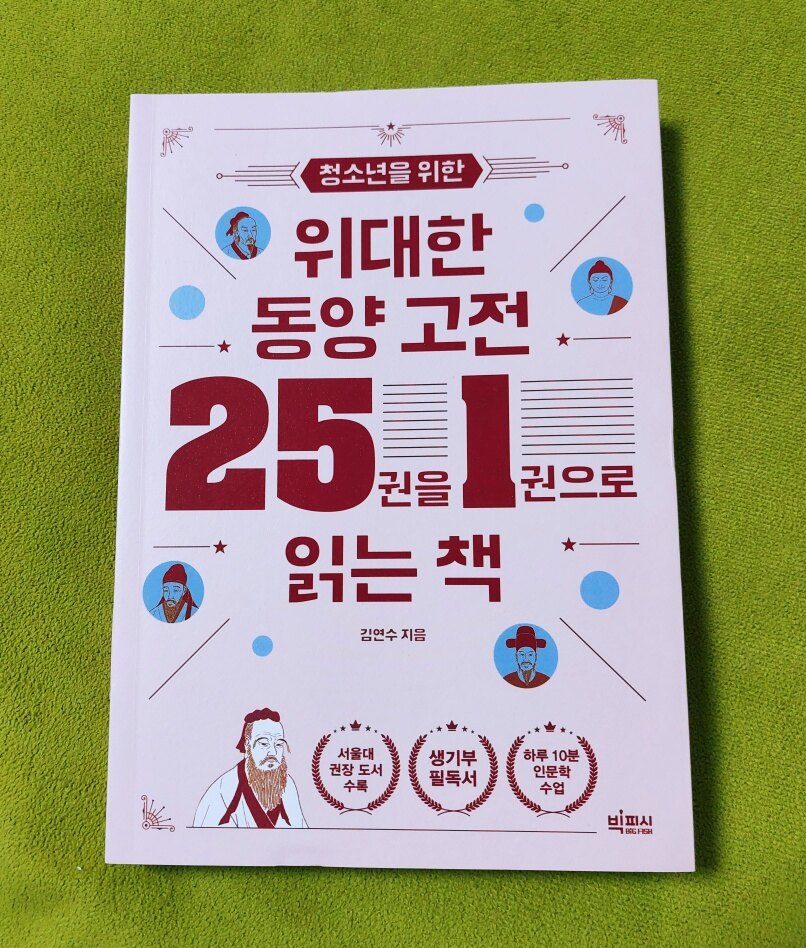 청소년을 위한
위대한
동양 고전
25권을 1권으로
읽는 책
김연수 지음
서울대
권장 도서
수록
생기부
필독서
하루 10분
인문학
수업
빅피시
BIG FISH